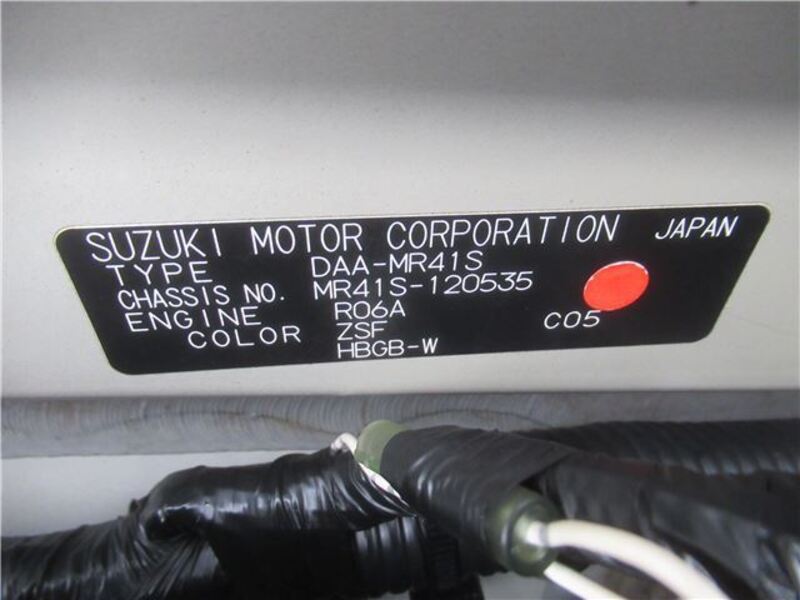 SUZUKI MOTOR CORPORATION JAPAN
TYPE DAA-MR41S
CHASSIS NO. MR41S-120535
ENGINE R06A
COLOR ZSF C05
HBGB-W